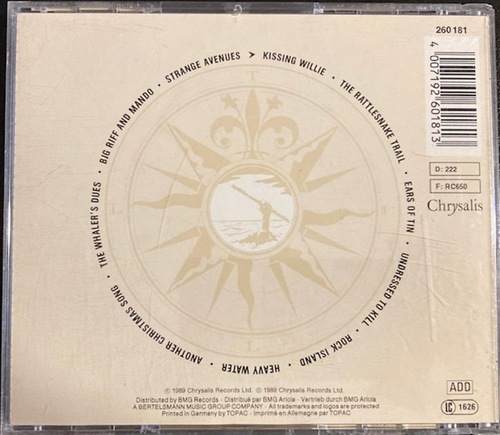 260 181
4 007192 601813
D: 222
F: RC650
Chrysalis
➤ KISSING WILLIE • THE RATTLESNAKE TRAIL • EARS OF TIN • UNDRESSED TO KILL • ROCK ISLAND • HEAVY WATER • ANOTHER CHRISTMAS SONG • THE WHALER'S DUES • BIG RIFF AND MANDO • STRANGE AVENUES
℗ 1989 Chrysalis Records Ltd. © 1989 Chrysalis Records Ltd.
Distributed by BMG Records - Distribué par BMG Ariola - Vertrieb durch BMG Ariola
A BERTELSMANN MUSIC GROUP COMPANY - All trademarks and logos are protected
Printed in Germany by TOPAC - Imprimé en Allemagne par TOPAC
ADD
LC 1626